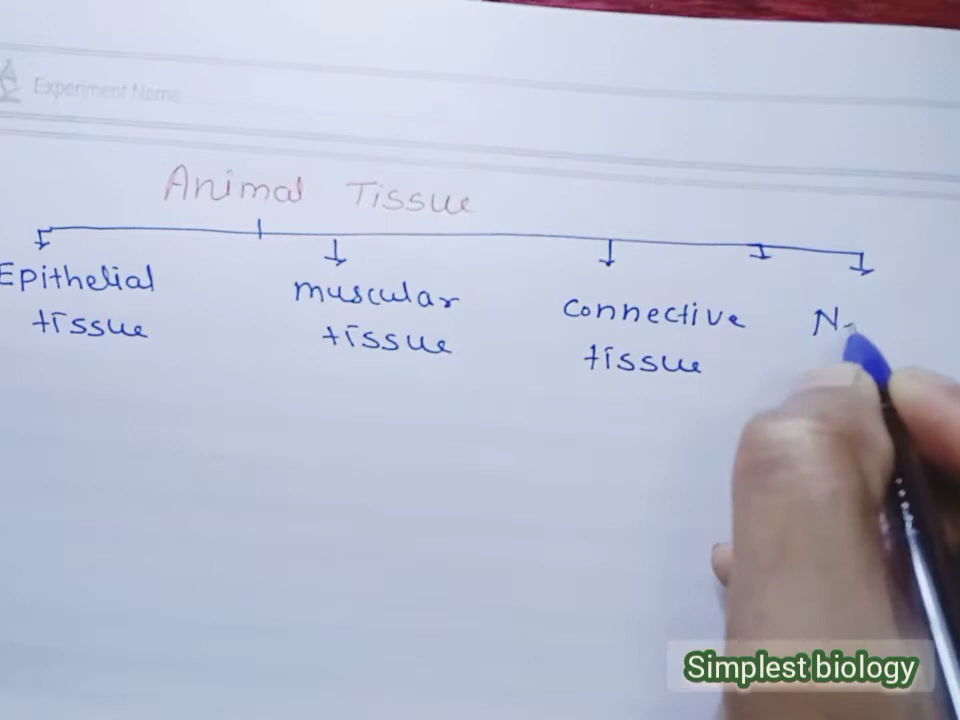 Experiment Name
Animal Tissue
Epithelial
tissue
muscular
tissue
connective
tissue
N
Simplest biology